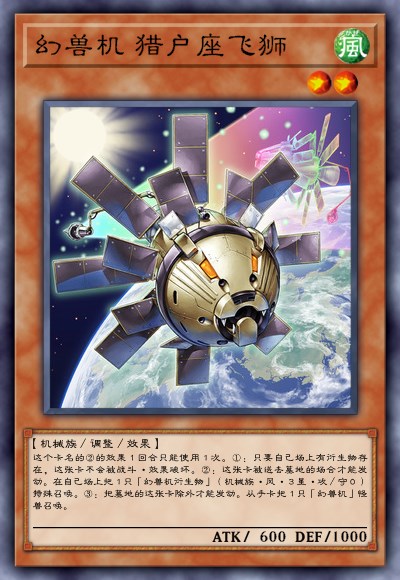 幻兽机 猎户座飞狮
風
【机械族／调整／效果】
这个卡名的②的效果1回合只能使用1次。①：只要自己场上有衍生物存
在，这张卡不会被战斗·效果破坏。②：这张卡被送去墓地的场合才能发
动。在自己场上把1只「幻兽机衍生物」（机械族·风·3星·攻／守0）
特殊召唤。③：把墓地的这张卡除外才能发动。从手卡把1只「幻兽机」怪
兽召唤。
ATK/ 600 DEF/1000